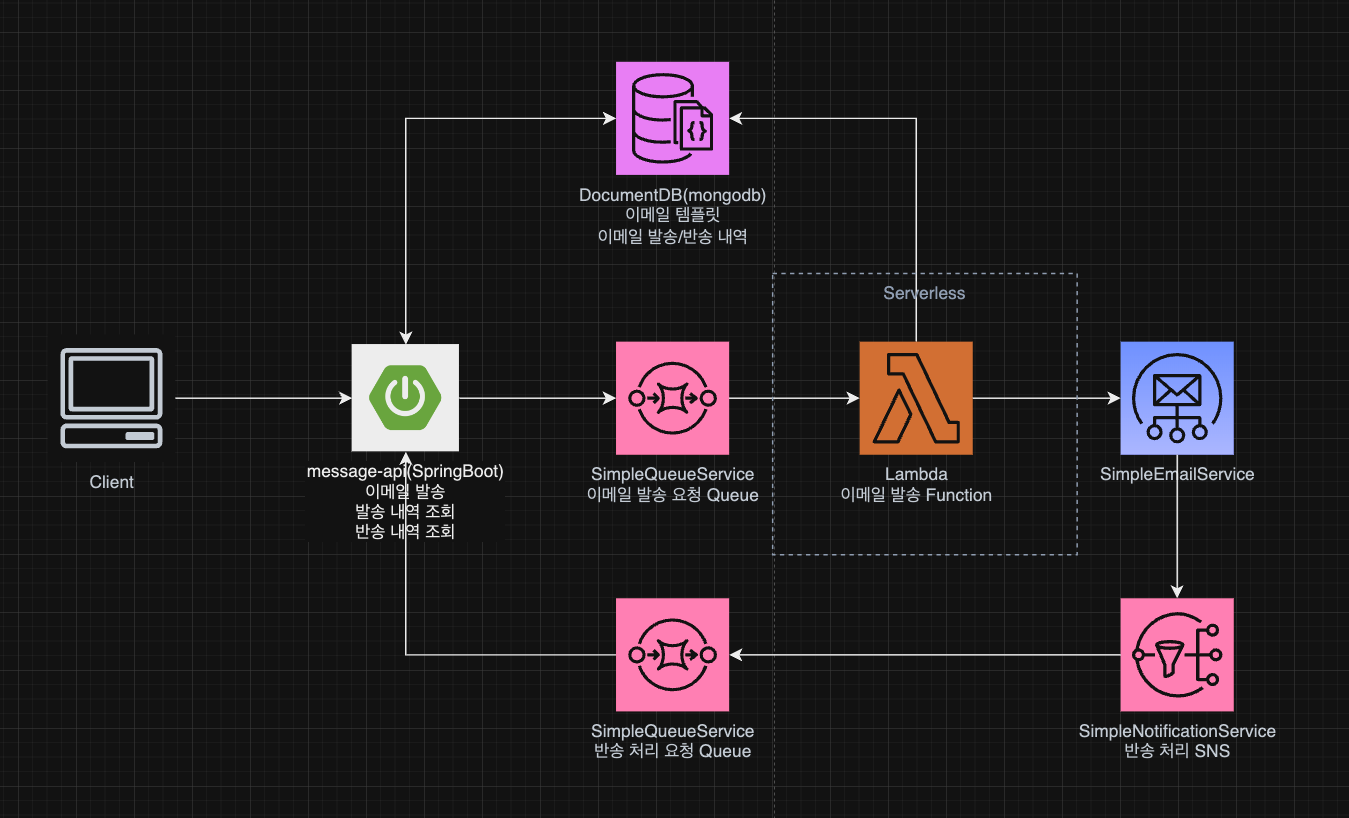 DocumentDB(mongodb)
이메일 템플릿
이메일 발송/반송 내역
Serverless
Client
message-api(SpringBoot)
이메일 발송
발송 내역 조회
반송 내역 조회
SimpleQueueService
이메일 발송 요청 Queue
Lambda
이메일 발송 Function
SimpleEmailService
SimpleQueueService
반송 처리 요청 Queue
SimpleNotificationService
반송 처리 SNS